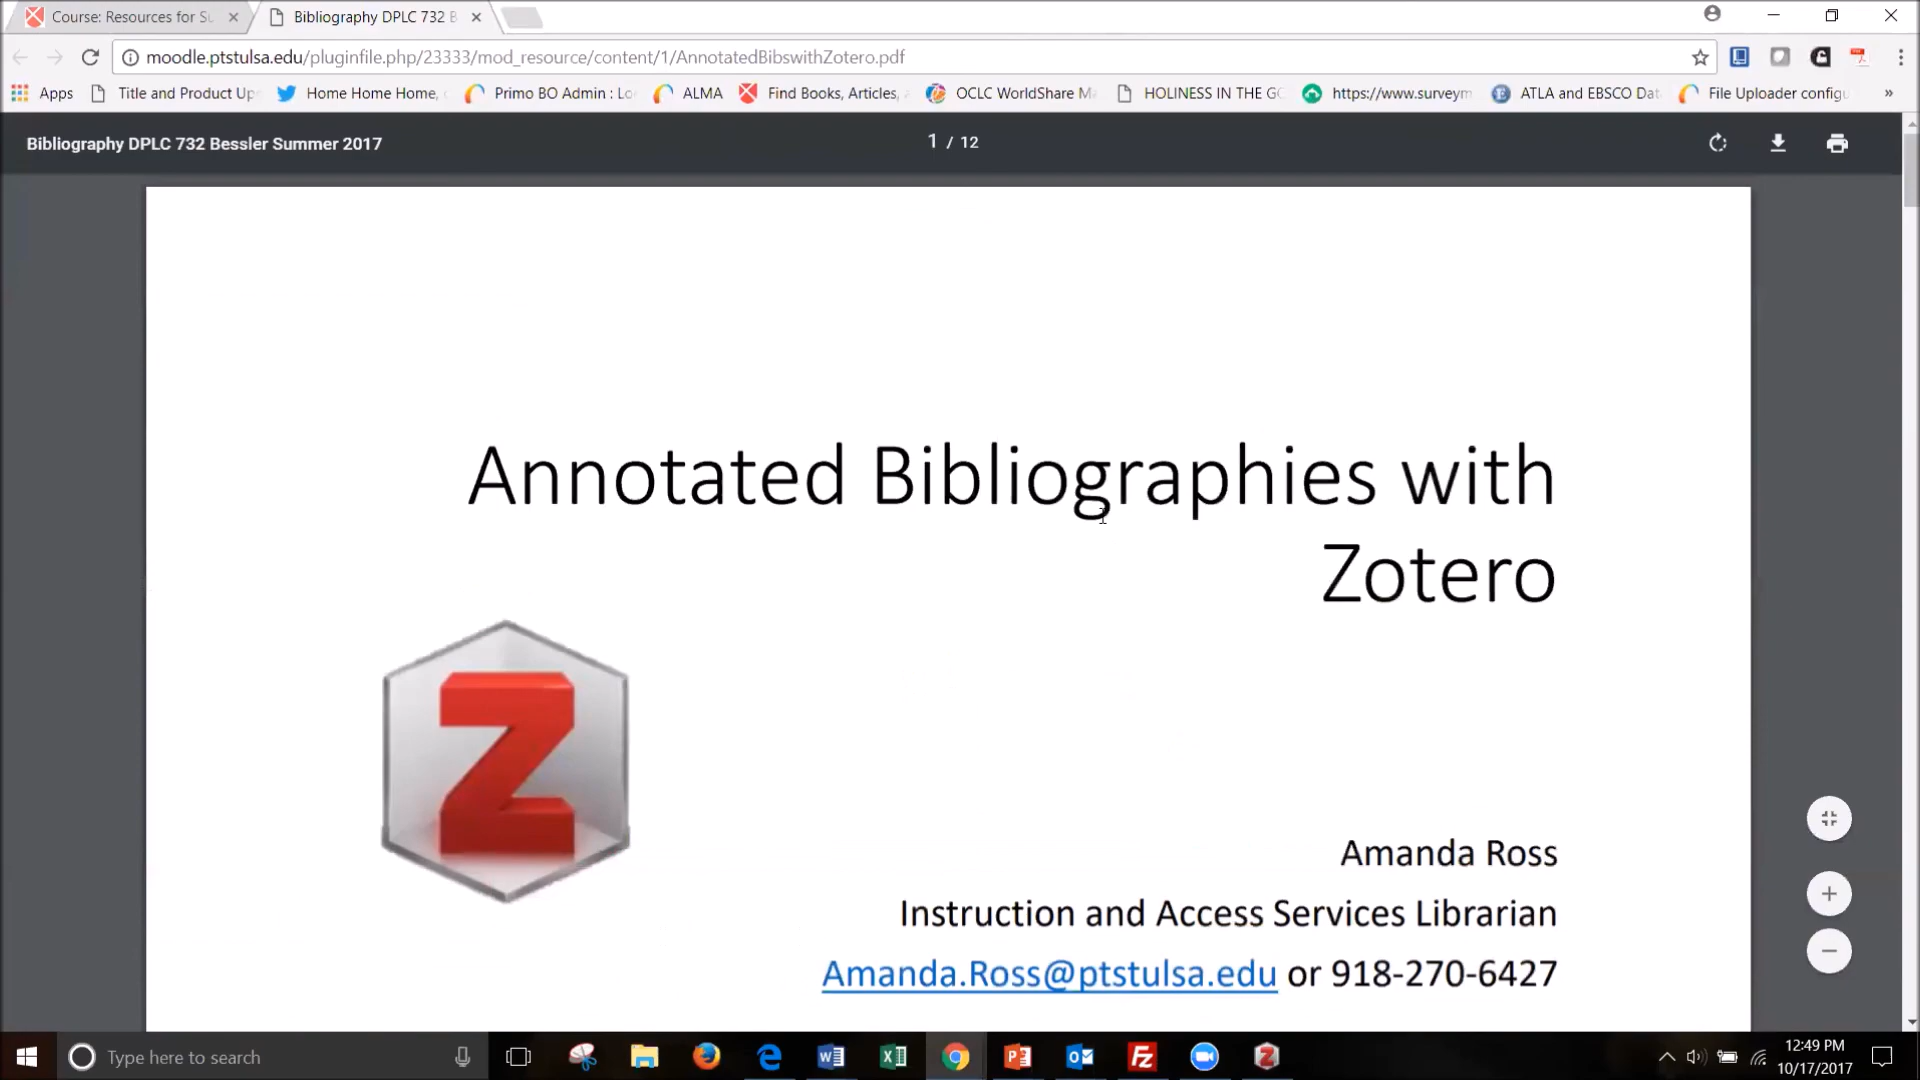 Course: Resources for Su
Bibliography DPLC 732 B
moodle.ptstulsa.edu/pluginfile.php/23333/mod_resource/content/1/AnnotatedBibswithZotero.pdf
Apps Title and Product Up Home Home Home, Primo BO Admin : Lo ALMA Find Books, Articles, OCLC WorldShare M HOLINESS IN THE GO https://www.surveym ATLA and EBSCO Dat File Uploader configu »
Bibliography DPLC 732 Bessler Summer 2017
1 / 12
Annotated Bibliographies with
Zotero
Z
Amanda Ross
Instruction and Access Services Librarian
Amanda.Ross@ptstulsa.edu or 918-270-6427
Type here to search
12:49 PM
10/17/2017